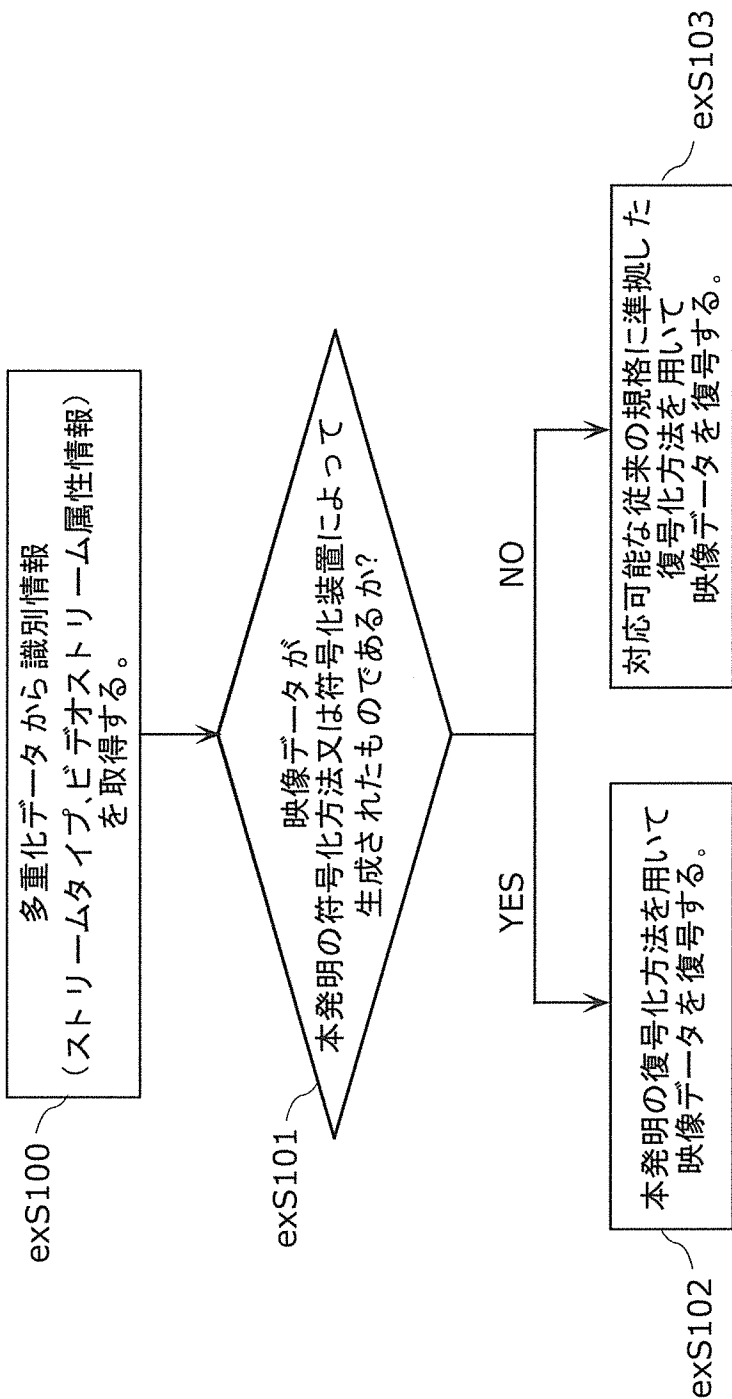 exS100
多重化データから識別情報
（ストリームタイプ、ビデオストリーム属性情報）
を取得する。
exS101
映像データが
本発明の符号化方法又は符号化装置によって
生成されたものであるか?
YES
NO
exS102
本発明の復号化方法を用いて
映像データを復号する。
exS103
対応可能な従来の規格に準拠した
復号化方法を用いて
映像データを復号する。